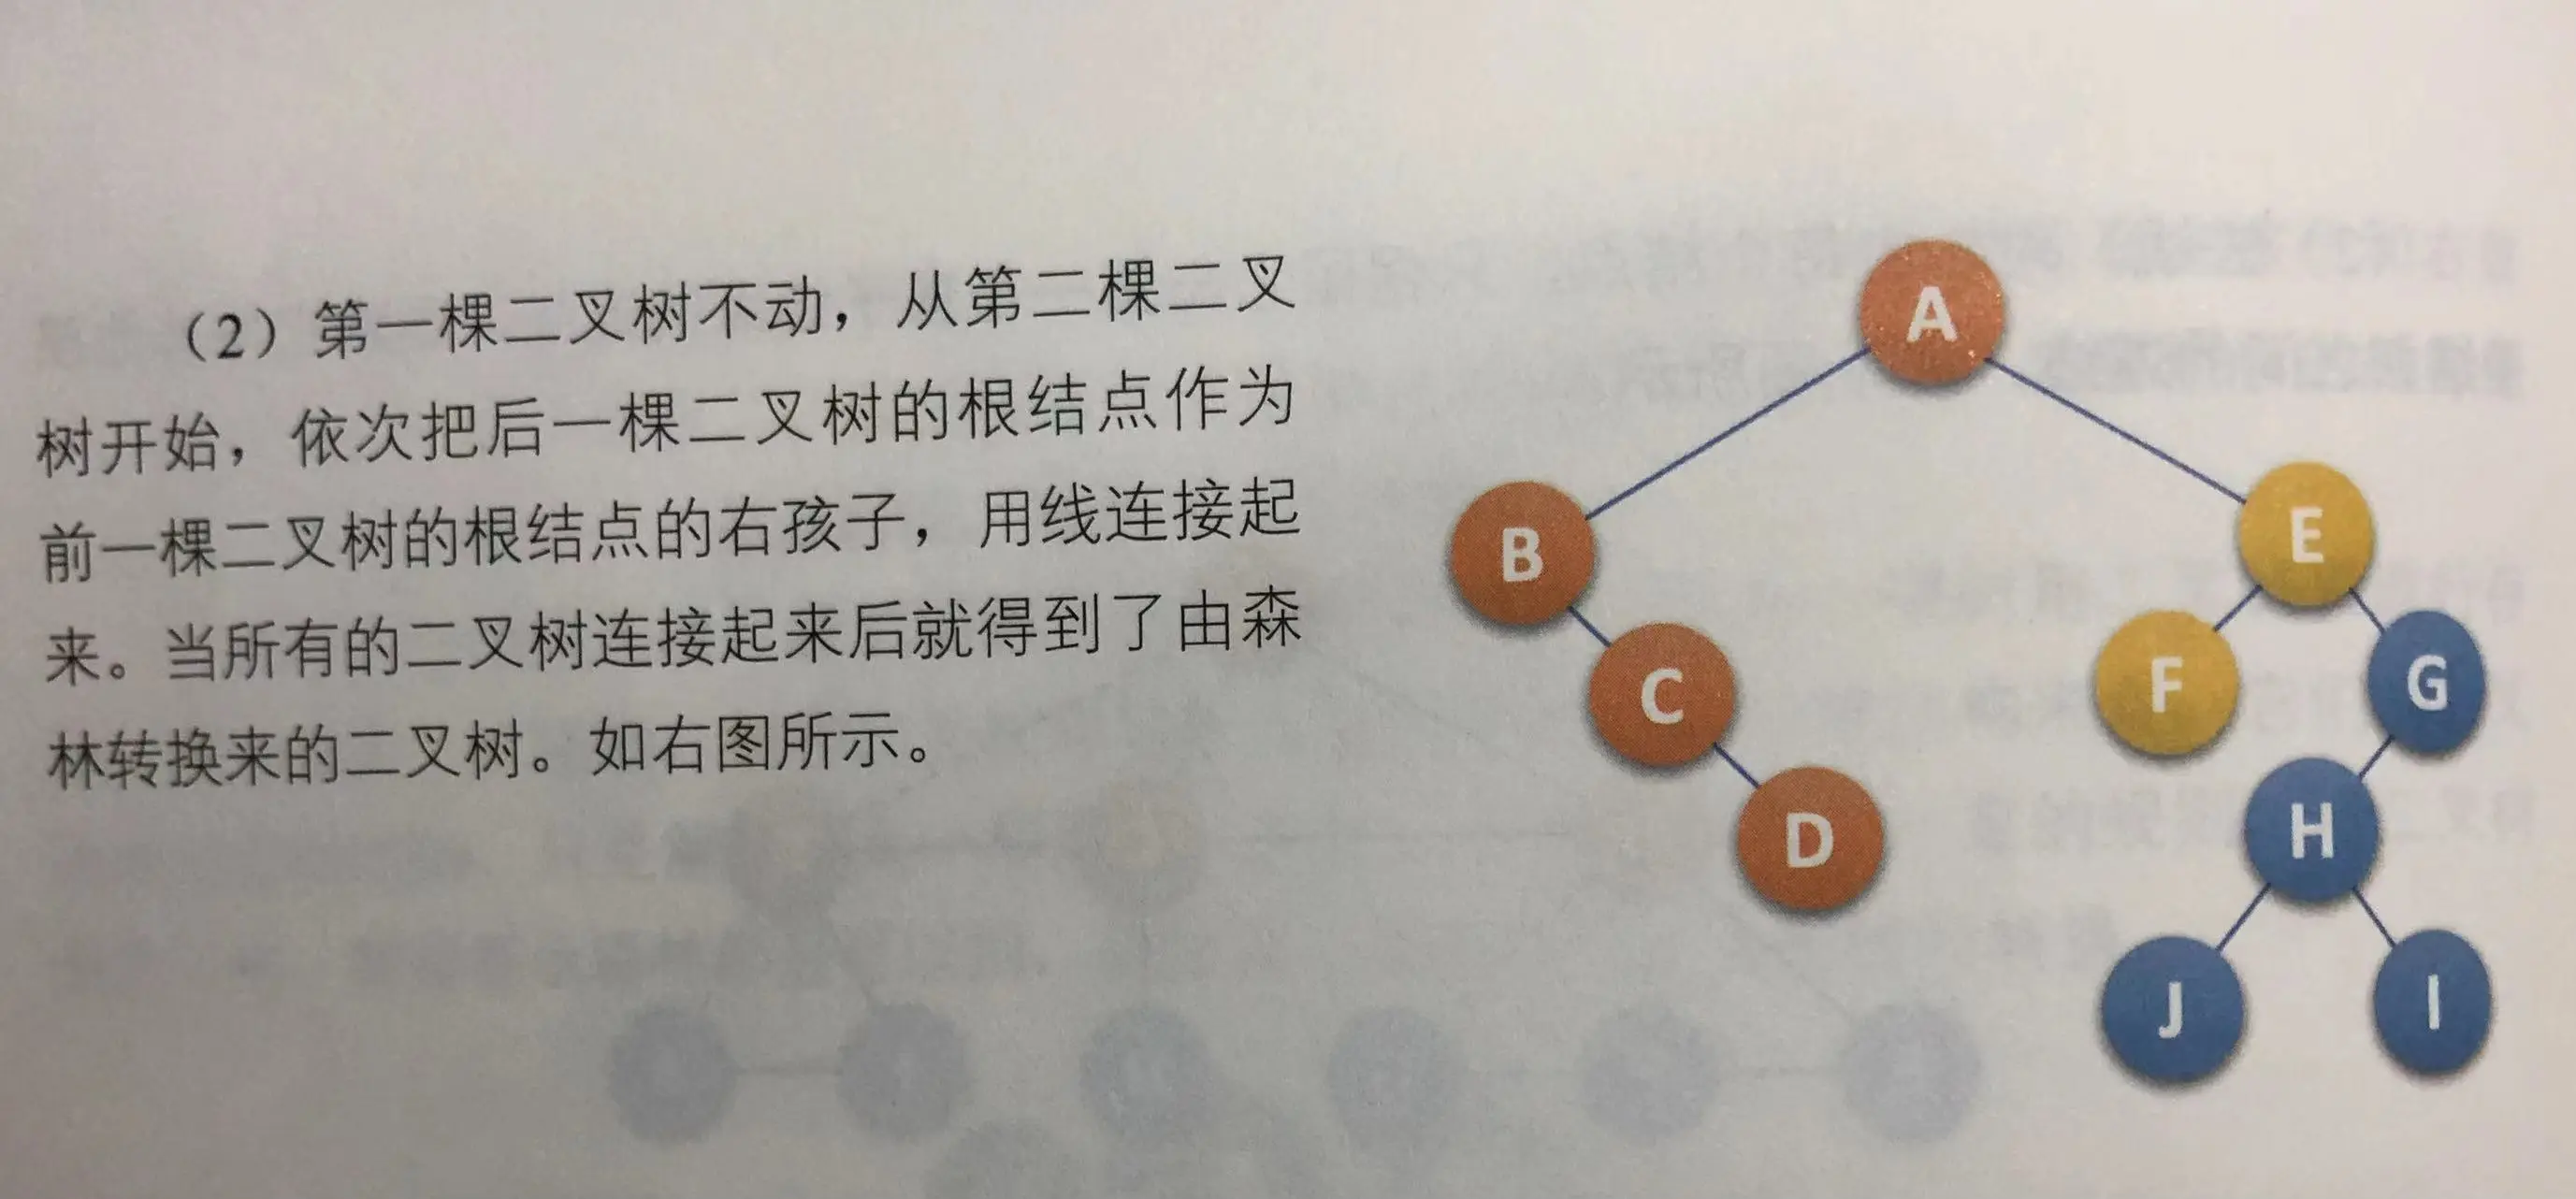 （2）第一棵二叉树不动，从第二棵二叉
树开始，依次把后一棵二叉树的根结点作为
前一棵二叉树的根结点的右孩子，用线连接起
来。当所有的二叉树连接起来后就得到了由森
林转换来的二叉树。如右图所示。
A
B
E
C
F
G
D
H
J
I